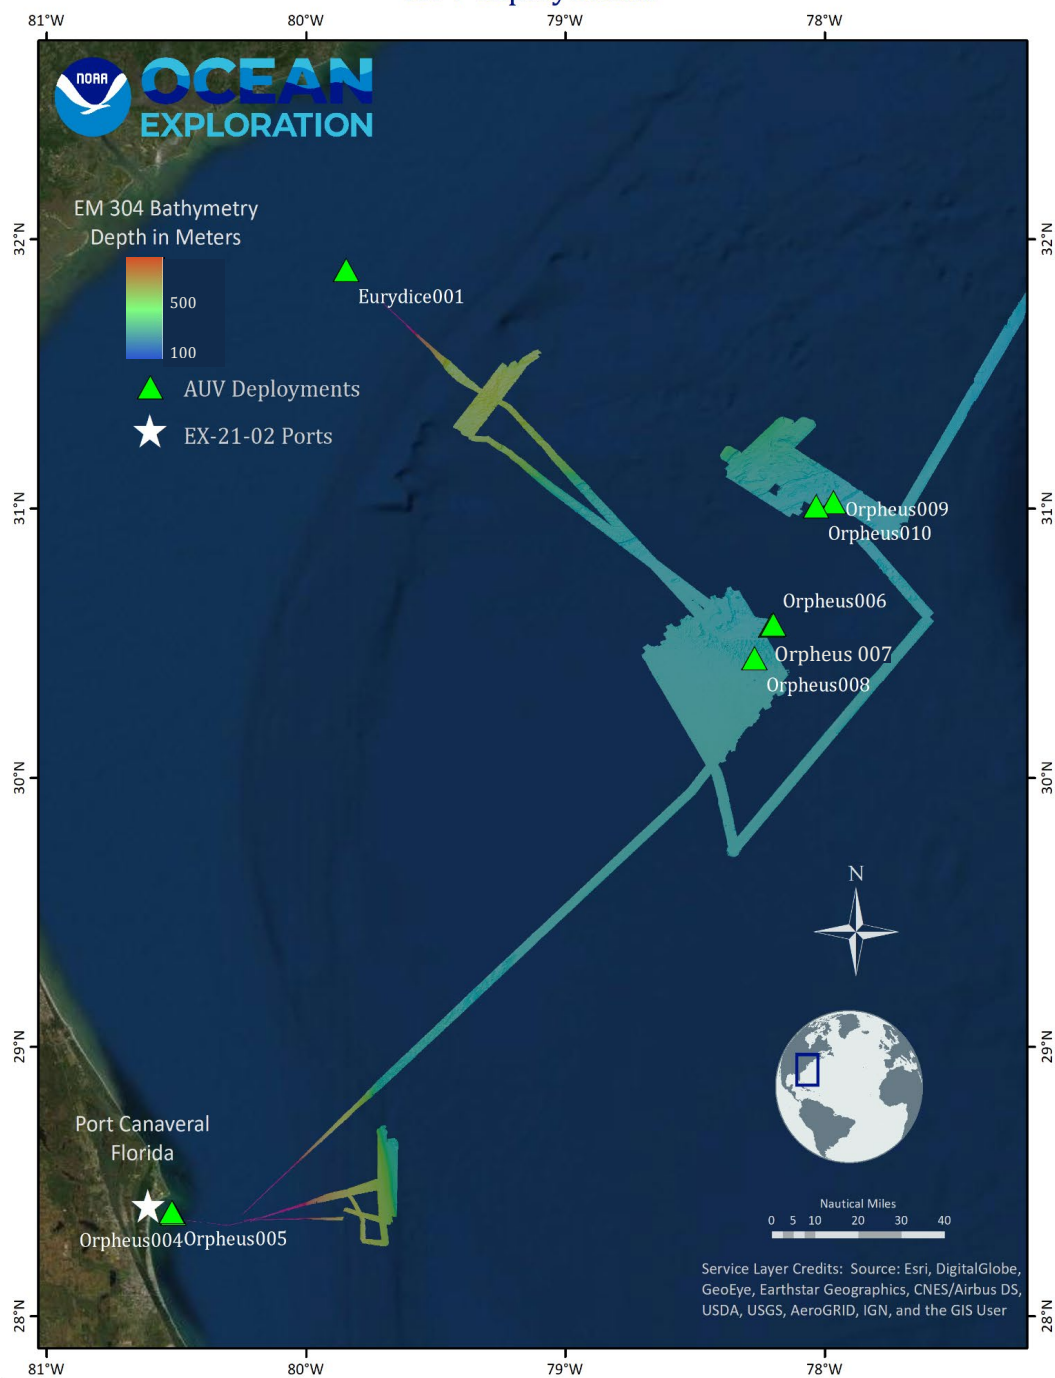 81°W
80°W
79°W
78°W
NOAA
OCEAN
EXPLORATION
EM 304 Bathymetry
Depth in Meters
500
100
AUV Deployments
EX-21-02 Ports
32°N
32°N
Eurydice001
31°N
31°N
Orpheus009
Orpheus010
Orpheus006
Orpheus 007
Orpheus008
30°N
30°N
N
29°N
29°N
Port Canaveral
Florida
Orpheus004Orpheus005
Nautical Miles
0 5 10 20 30 40
Service Layer Credits: Source: Esri, DigitalGlobe,
GeoEye, Earthstar Geographics, CNES/Airbus DS,
USDA, USGS, AeroGRID, IGN, and the GIS User
28°N
28°N
81°W
80°W
79°W
78°W